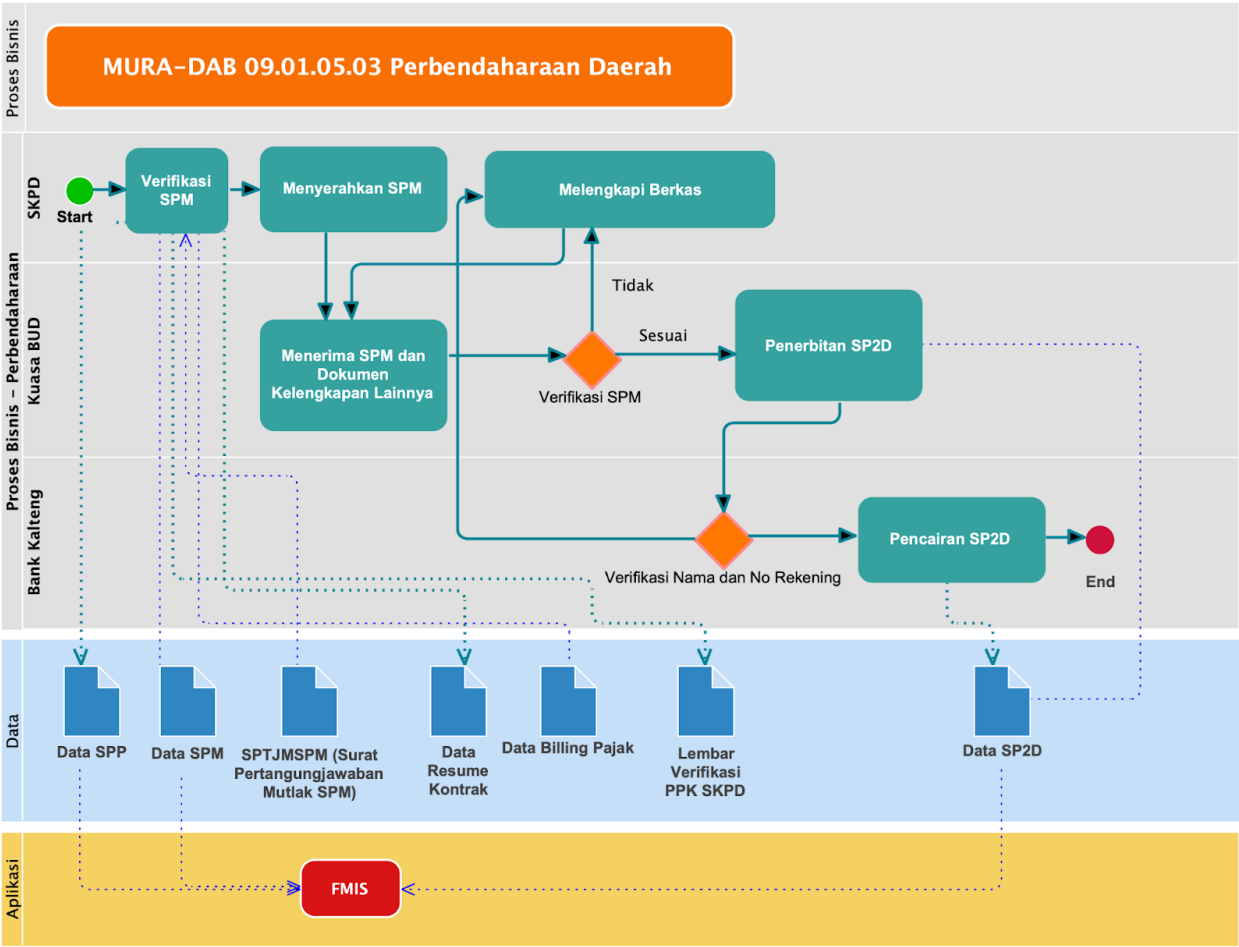 Proses Bisnis
MURA-DAB 09.01.05.03 Perbendaharaan Daerah
Proses Bisnis - Perbendaharaan
SKPD
Start
Verifikasi
SPM
Menyerahkan SPM
Melengkapi Berkas
Kuasa BUD
Tidak
Menerima SPM dan
Dokumen
Kelengkapan Lainnya
Sesuai
Verifikasi SPM
Penerbitan SP2D
Bank Kalteng
Verifikasi Nama dan No Rekening
Pencairan SP2D
End
Data
Data SPP
Data SPM
SPTJMSPM (Surat
Pertangungjawaban
Mutlak SPM)
Data
Resume
Kontrak
Data Billing Pajak
Lembar
Verifikasi
PPK SKPD
Data SP2D
Aplikasi
FMIS